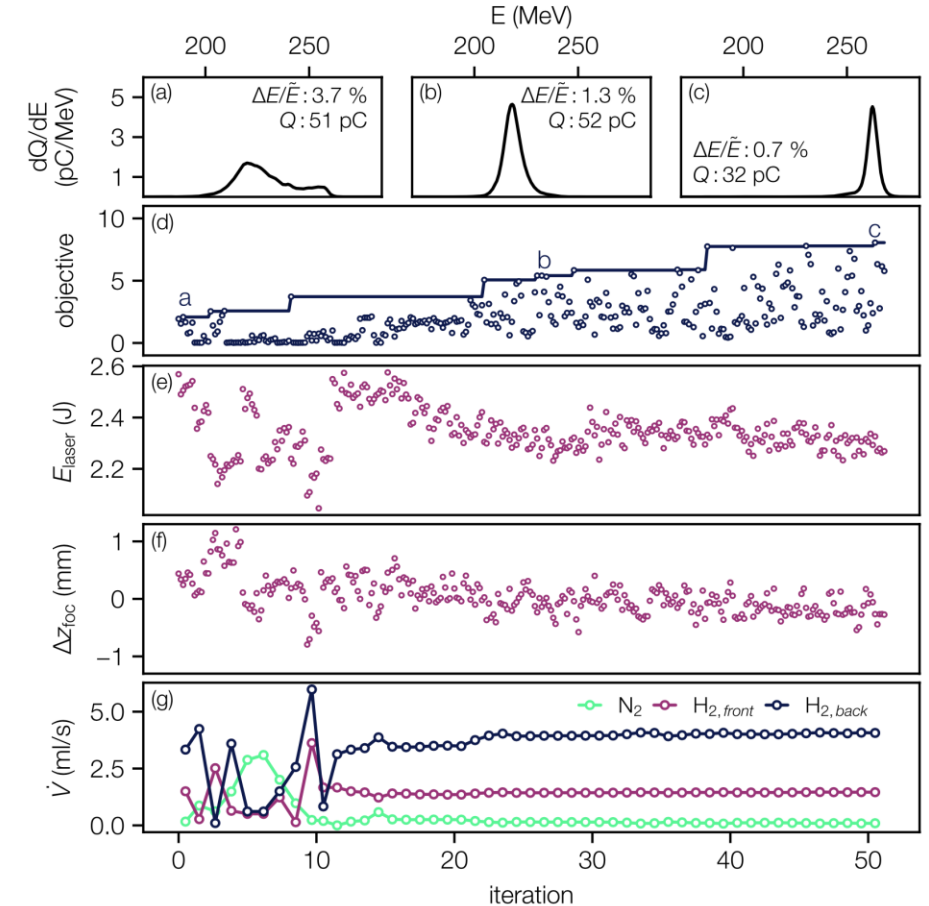 E (MeV)
200 250 200 250 200 250
dQ/dE
(pC/MeV)
5
3
1
(a)
ΔE/Ẽ : 3.7 %
Q : 51 pC
(b)
ΔE/Ẽ : 1.3 %
Q : 52 pC
(c)
ΔE/Ẽ : 0.7 %
Q : 32 pC
objective
10
5
0
(d)
a
b
c
E_laser (J)
2.6
2.4
2.2
(e)
Δz_foc (mm)
1
0
−1
(f)
V̇ (ml/s)
5.0
2.5
0.0
(g)
N₂ H₂,front H₂,back
0 10 20 30 40 50
iteration